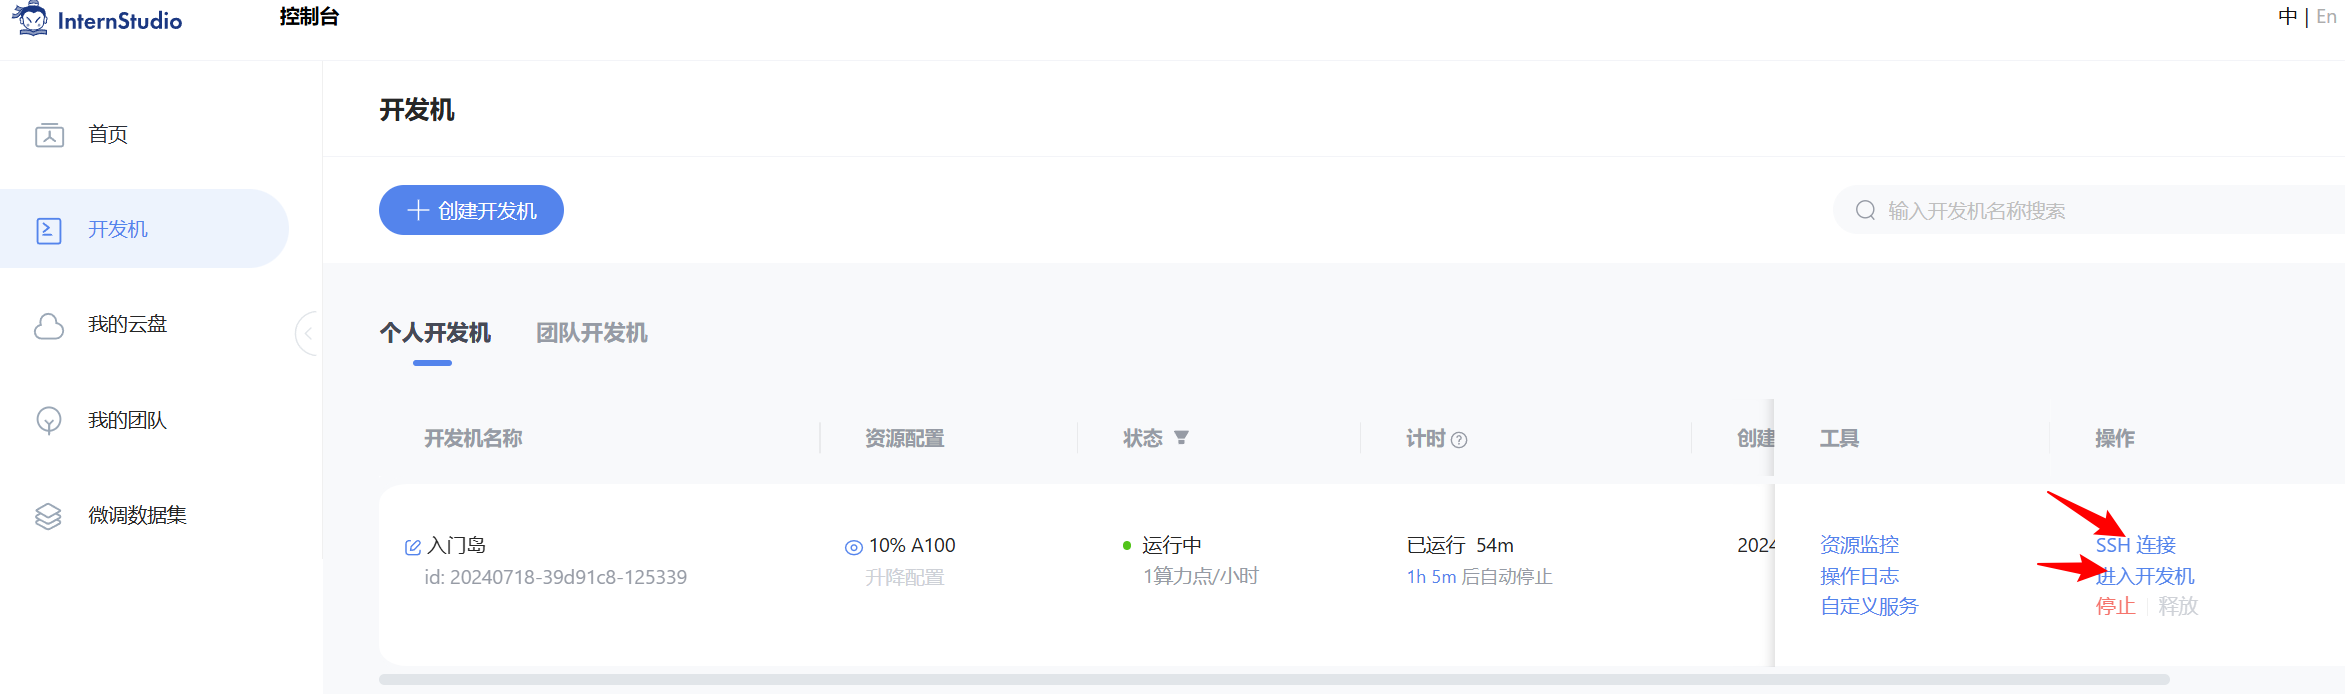 InternStudio
控制台
中 | En
首页
开发机
我的云盘
我的团队
微调数据集
开发机
创建开发机
输入开发机名称搜索
个人开发机 团队开发机
开发机名称 资源配置 状态 计时 创建 工具 操作
入门岛 10% A100 运行中 已运行 54m 2024 资源监控 SSH 连接
id: 20240718-39d91c8-125339 升降配置 1算力点/小时 1h 5m 后自动停止 操作日志 进入开发机
自定义服务 停止 释放